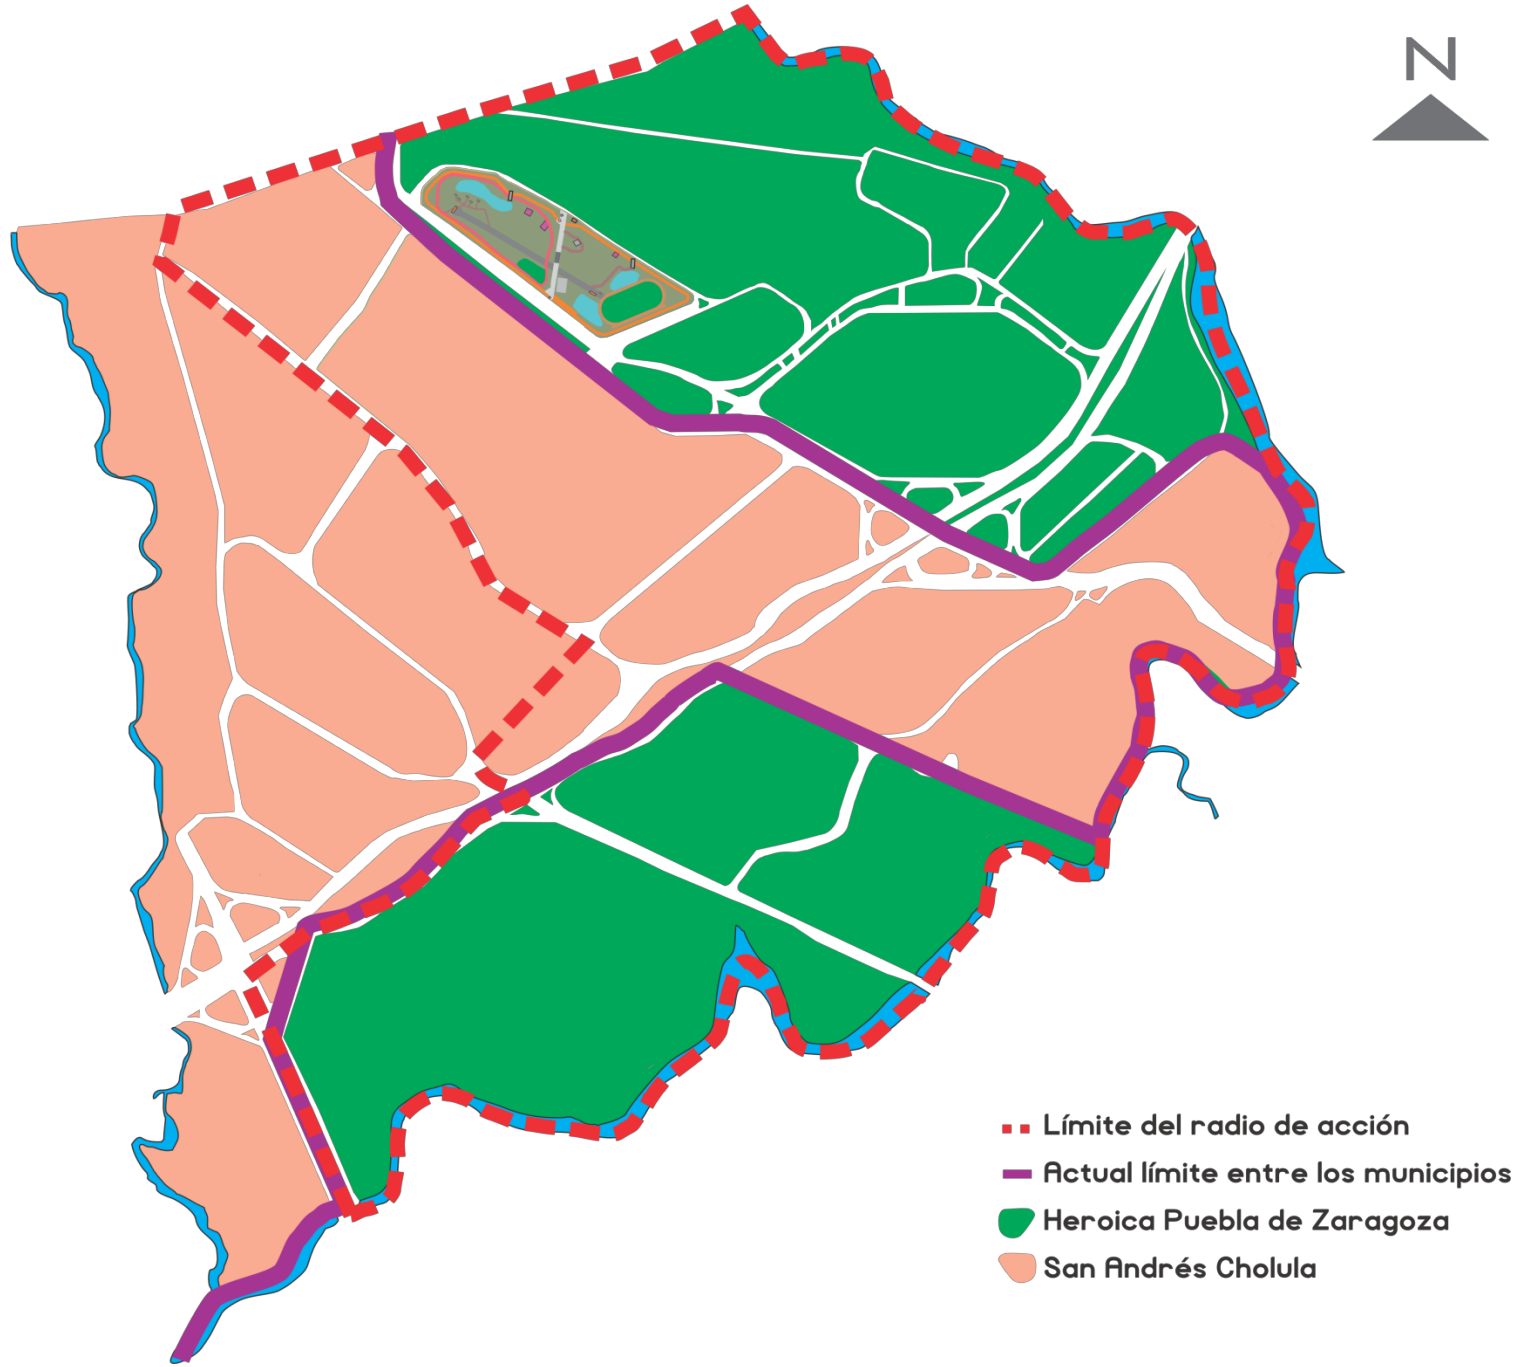 N
Límite del radio de acción
Actual límite entre los municipios
Heroica Puebla de Zaragoza
San Andrés Cholula